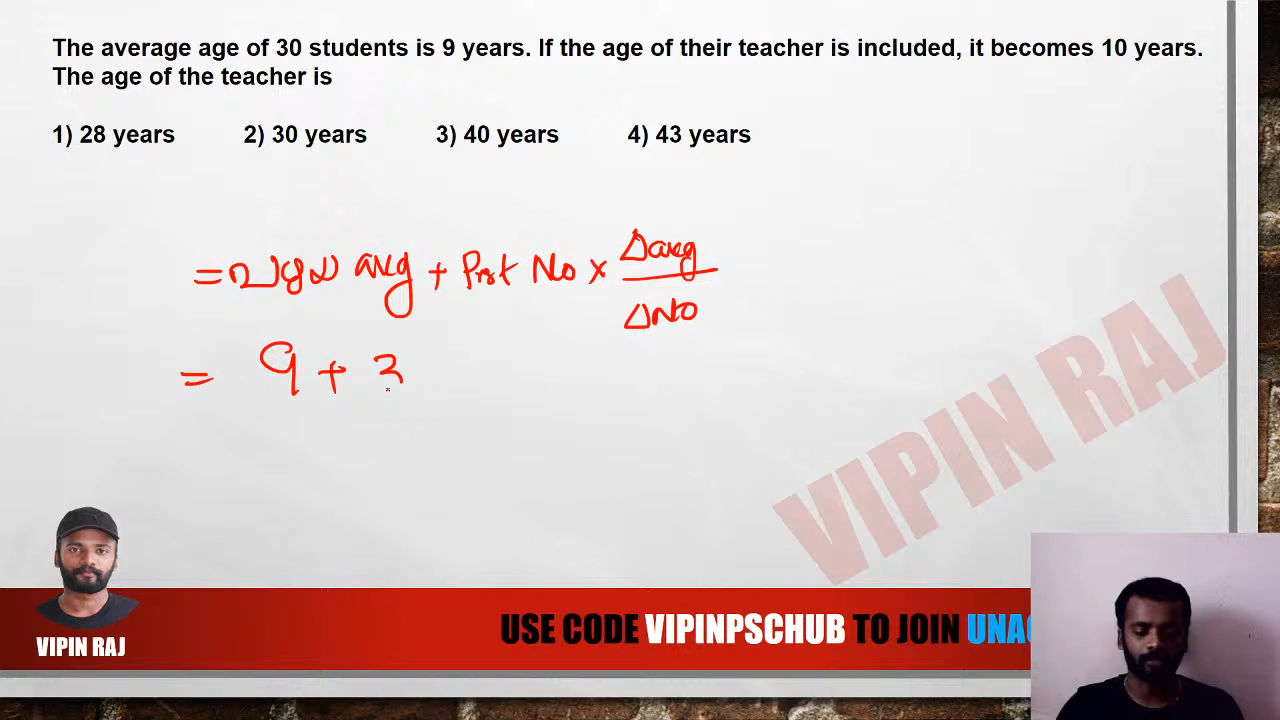 The average age of 30 students is 9 years. If the age of their teacher is included, it becomes 10 years.
The age of the teacher is
1) 28 years 2) 30 years 3) 40 years 4) 43 years
= പഴയ avg + Prst No × Δavg / ΔNo
= 9 + 3
VIPIN RAJ
VIPIN RAJ
USE CODE VIPINPSCHUB TO JOIN UNAC